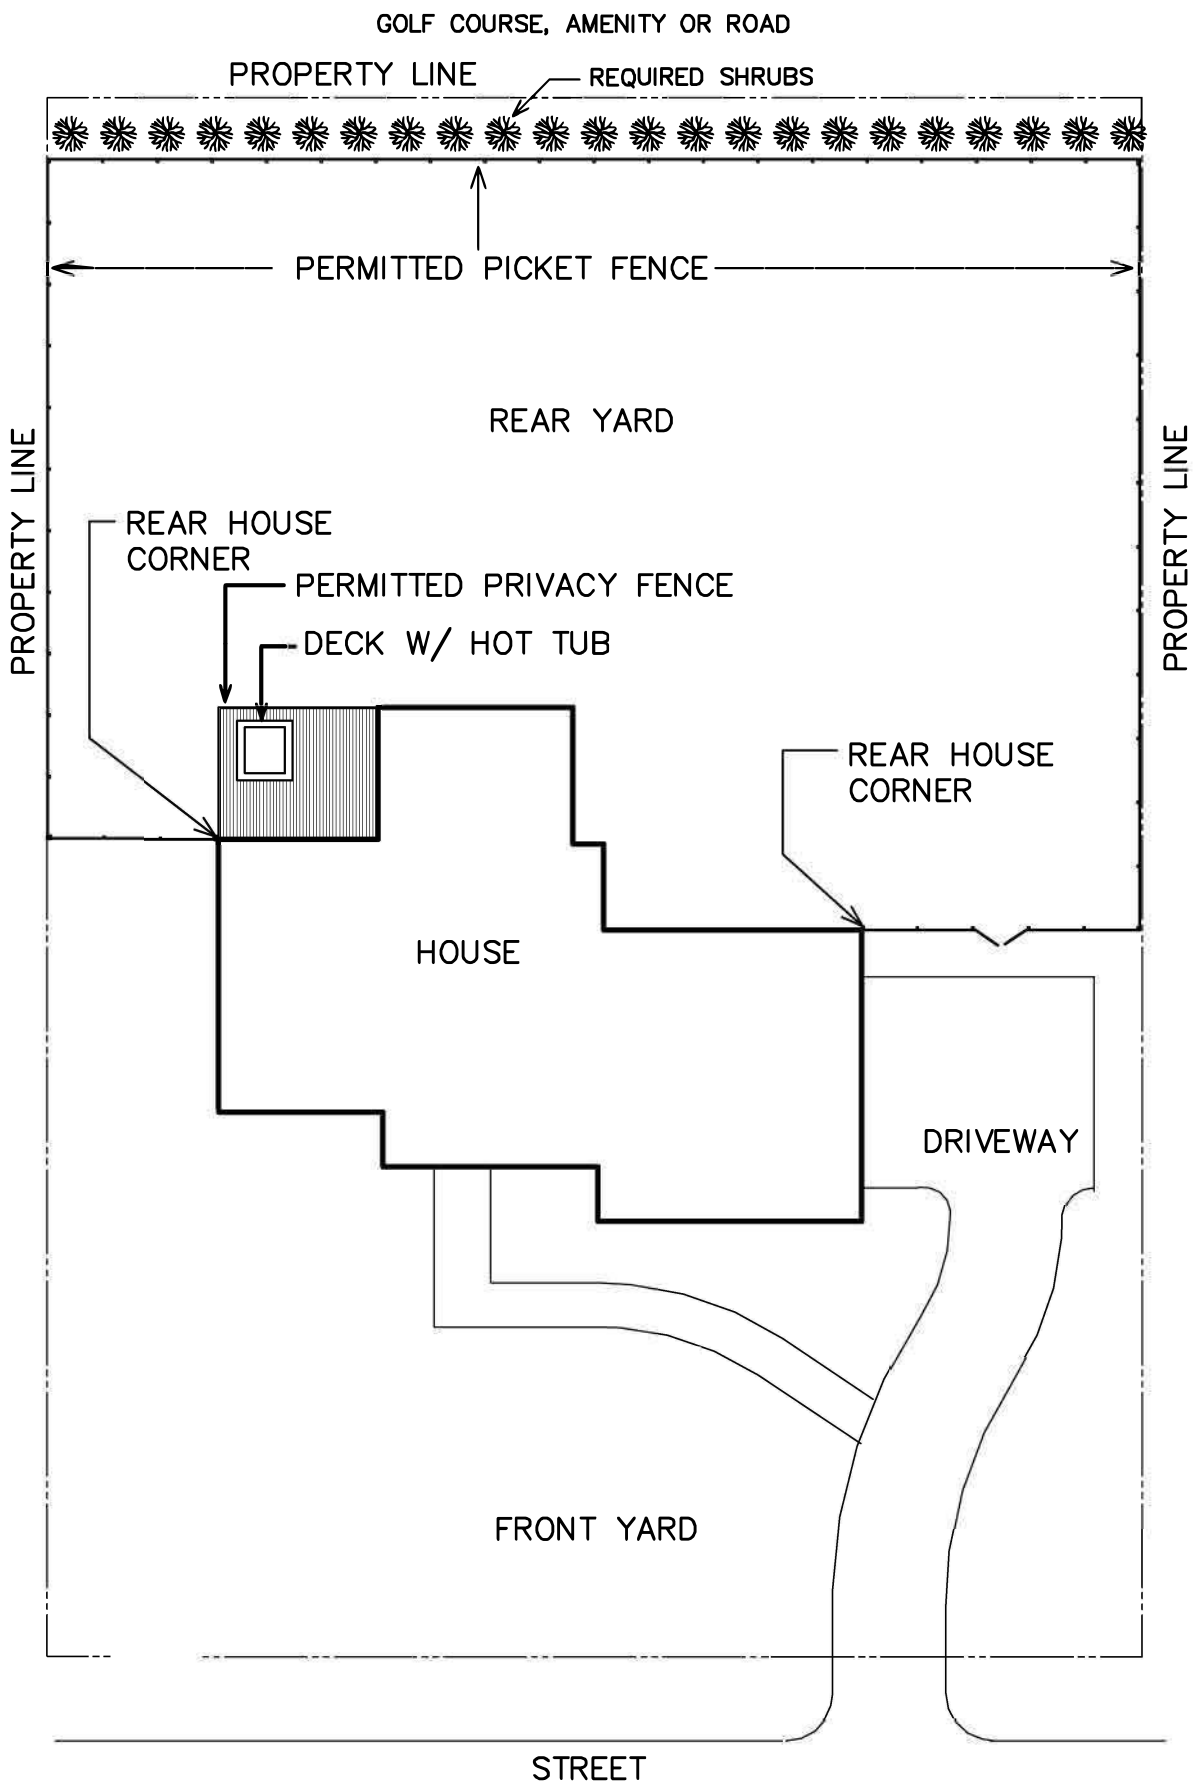 GOLF COURSE, AMENITY OR ROAD
PROPERTY LINE
REQUIRED SHRUBS
PERMITTED PICKET FENCE
REAR YARD
PROPERTY LINE
PROPERTY LINE
REAR HOUSE
CORNER
PERMITTED PRIVACY FENCE
DECK W/ HOT TUB
REAR HOUSE
CORNER
HOUSE
DRIVEWAY
FRONT YARD
STREET